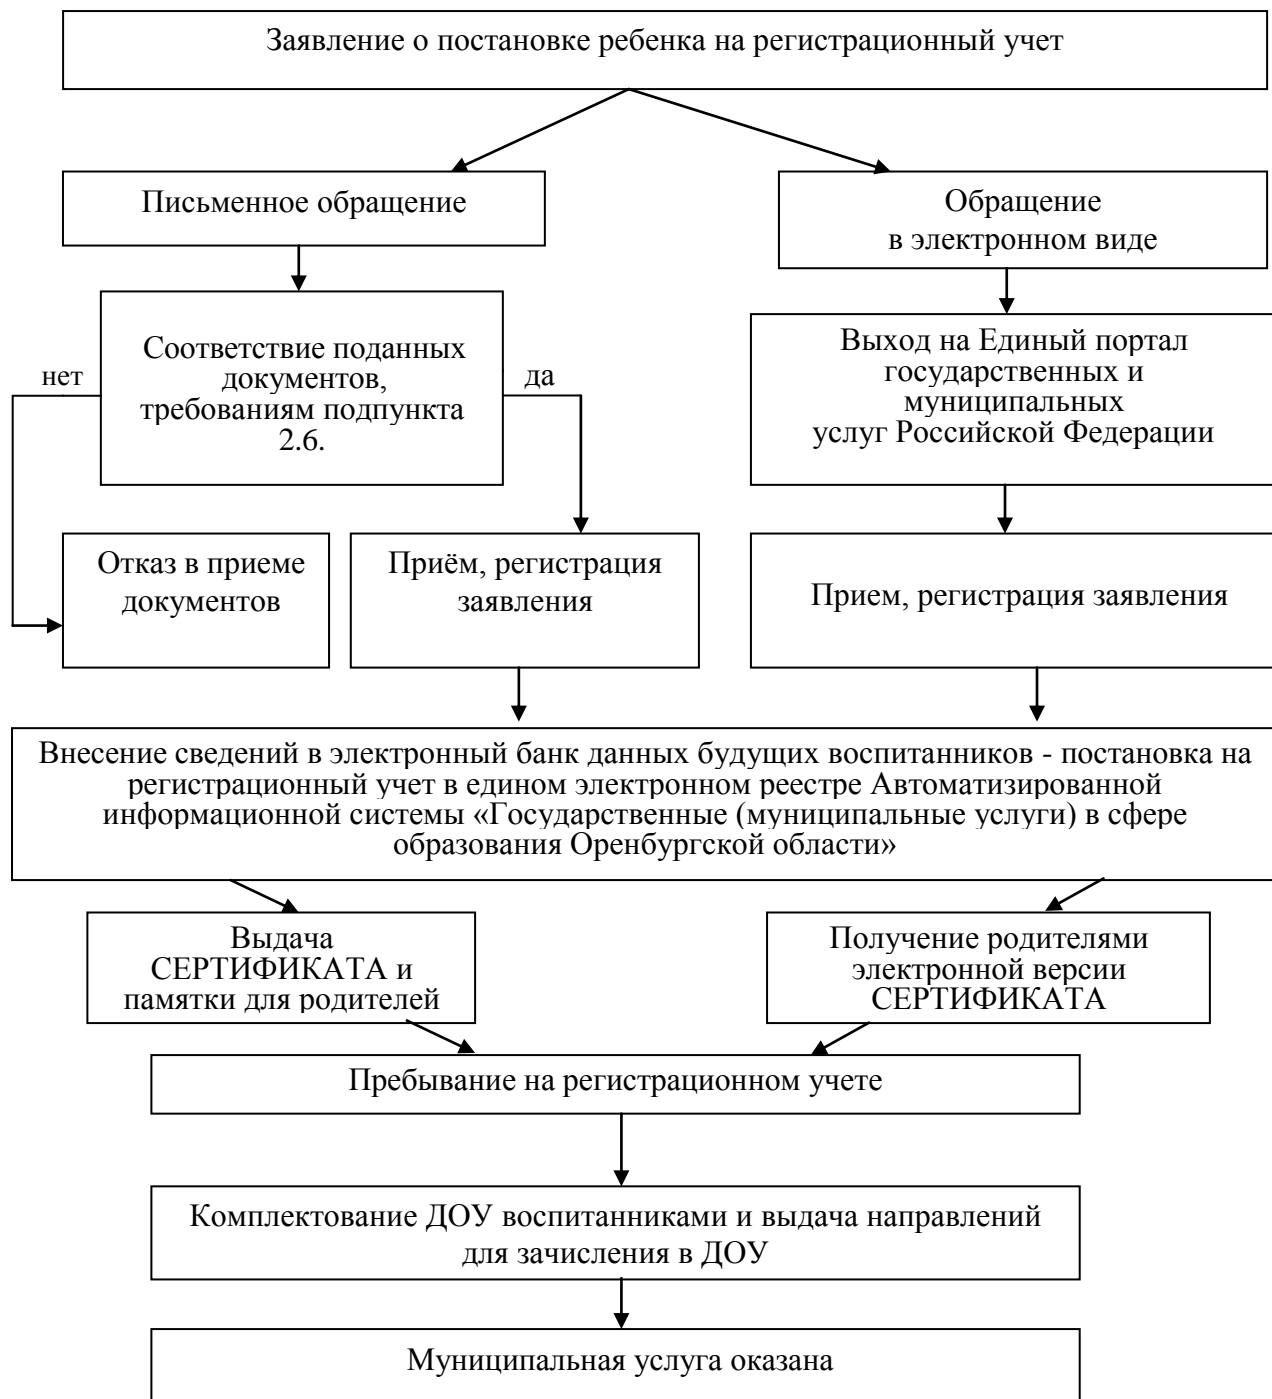 Заявление о постановке ребенка на регистрационный учет
Письменное обращение
Обращение
в электронном виде
Соответствие поданных
документов,
требованиям подпункта
2.6.
нет
да
Выход на Единый портал
государственных и
муниципальных
услуг Российской Федерации
Отказ в приеме
документов
Приём, регистрация
заявления
Прием, регистрация заявления
Внесение сведений в электронный банк данных будущих воспитанников - постановка на
регистрационный учет в едином электронном реестре Автоматизированной
информационной системы «Государственные (муниципальные услуги) в сфере
образования Оренбургской области»
Выдача
СЕРТИФИКАТА и
памятки для родителей
Получение родителями
электронной версии
СЕРТИФИКАТА
Пребывание на регистрационном учете
Комплектование ДОУ воспитанниками и выдача направлений
для зачисления в ДОУ
Муниципальная услуга оказана